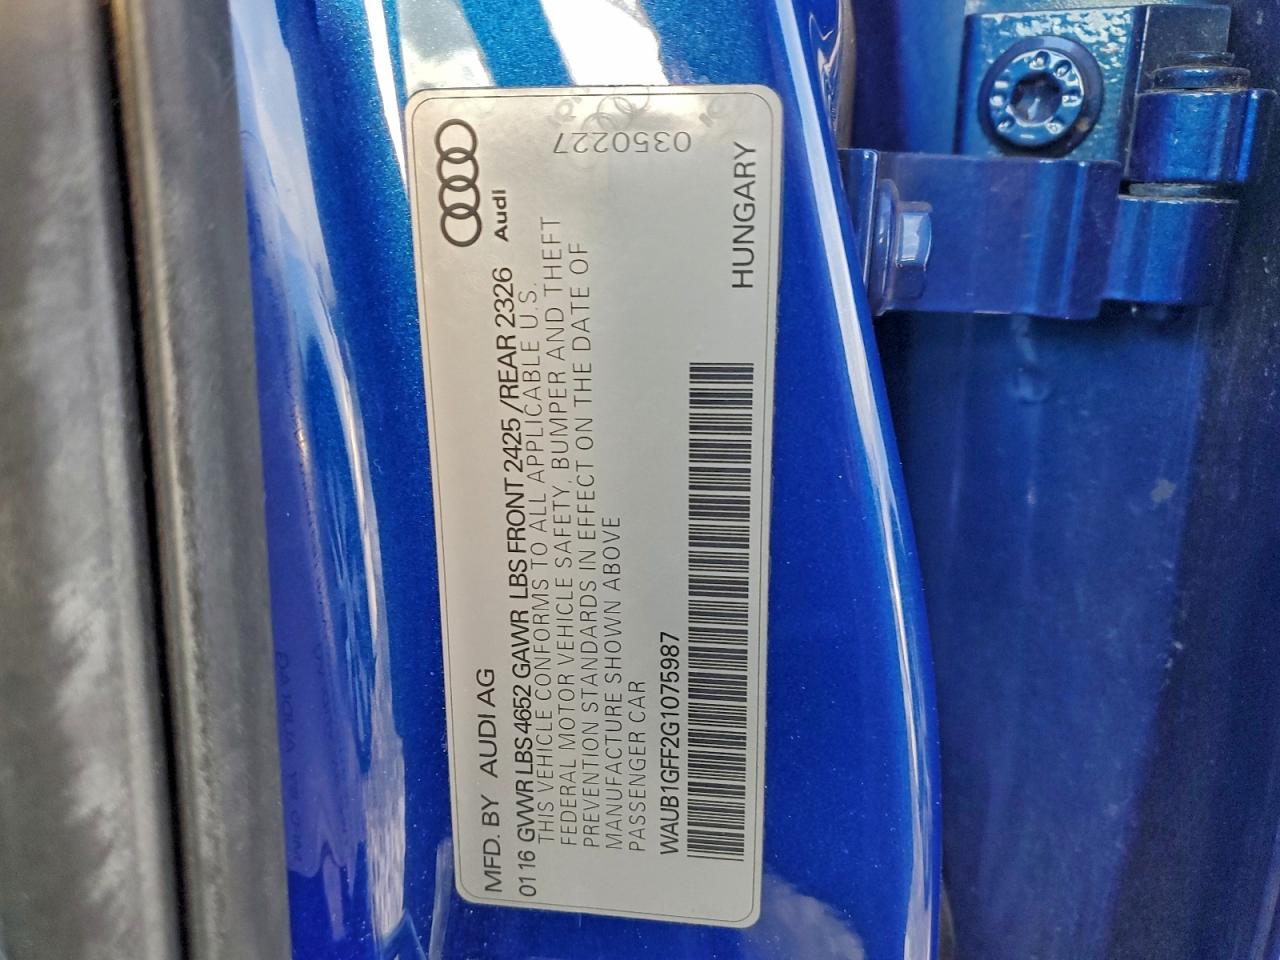 MFD. BY AUDI AG
Audi
01 16 GVWR LBS 4652 GAWR LBS FRONT 2425 /REAR 2326
THIS VEHICLE CONFORMS TO ALL APPLICABLE U.S.
FEDERAL MOTOR VEHICLE SAFETY, BUMPER AND THEFT
PREVENTION STANDARDS IN EFFECT ON THE DATE OF
MANUFACTURE SHOWN ABOVE
PASSENGER CAR
WAUB1GFF2G1075987
HUNGARY
0350227